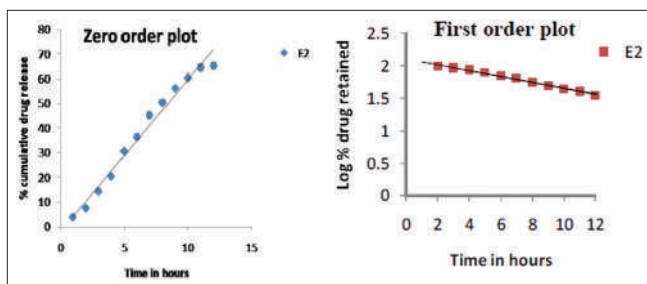 Zero order plot
E2
% cumulative drug release
80
70
60
50
40
30
20
10
0
0 5 10 15
Time in hours
First order plot
E2
Log % drug retained
2.5
2
1.5
1
0.5
0
0 2 4 6 8 10 12
Time in hours